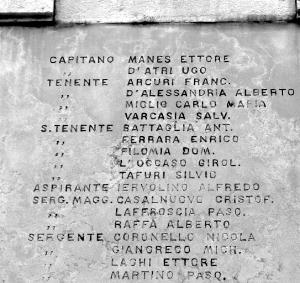 CAPITANO MANES ETTORE
,, D'ATRI UGO
TENENTE ARCURI FRANC.
,, D'ALESSANDRIA ALBERTO
,, MIGLIO CARLO MARIA
,, VARCASIA SALV.
S.TENENTE BATTAGLIA ANT.
,, FERRARA ENRICO
,, FILOMIA DOM.
,, L'OCCASO GIROL.
,, TAFURI SILVIO
ASPIRANTE IERVOLINO ALFREDO
SERG. MAGG. CASALNUOVO CRISTOF.
,, LAFFROSCIA PASQ.
,, RAFFA ALBERTO
SERGENTE CORONELLO NICOLA
,, GIANGRECO MICH.
,, LAGHI ETTORE
,, MARTINO PASQ.